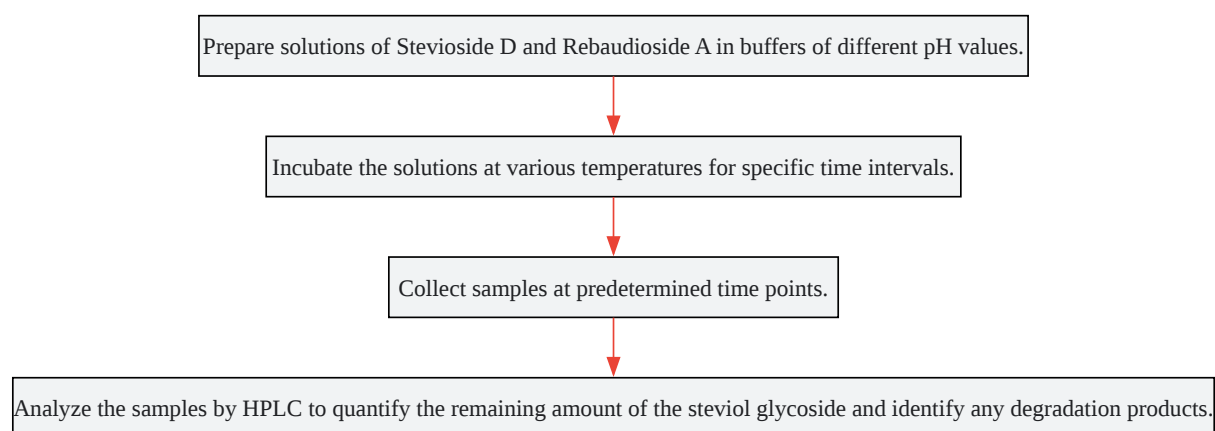 Prepare solutions of Stevioside D and Rebaudioside A in buffers of different pH values.
Incubate the solutions at various temperatures for specific time intervals.
Collect samples at predetermined time points.
Analyze the samples by HPLC to quantify the remaining amount of the steviol glycoside and identify any degradation products.